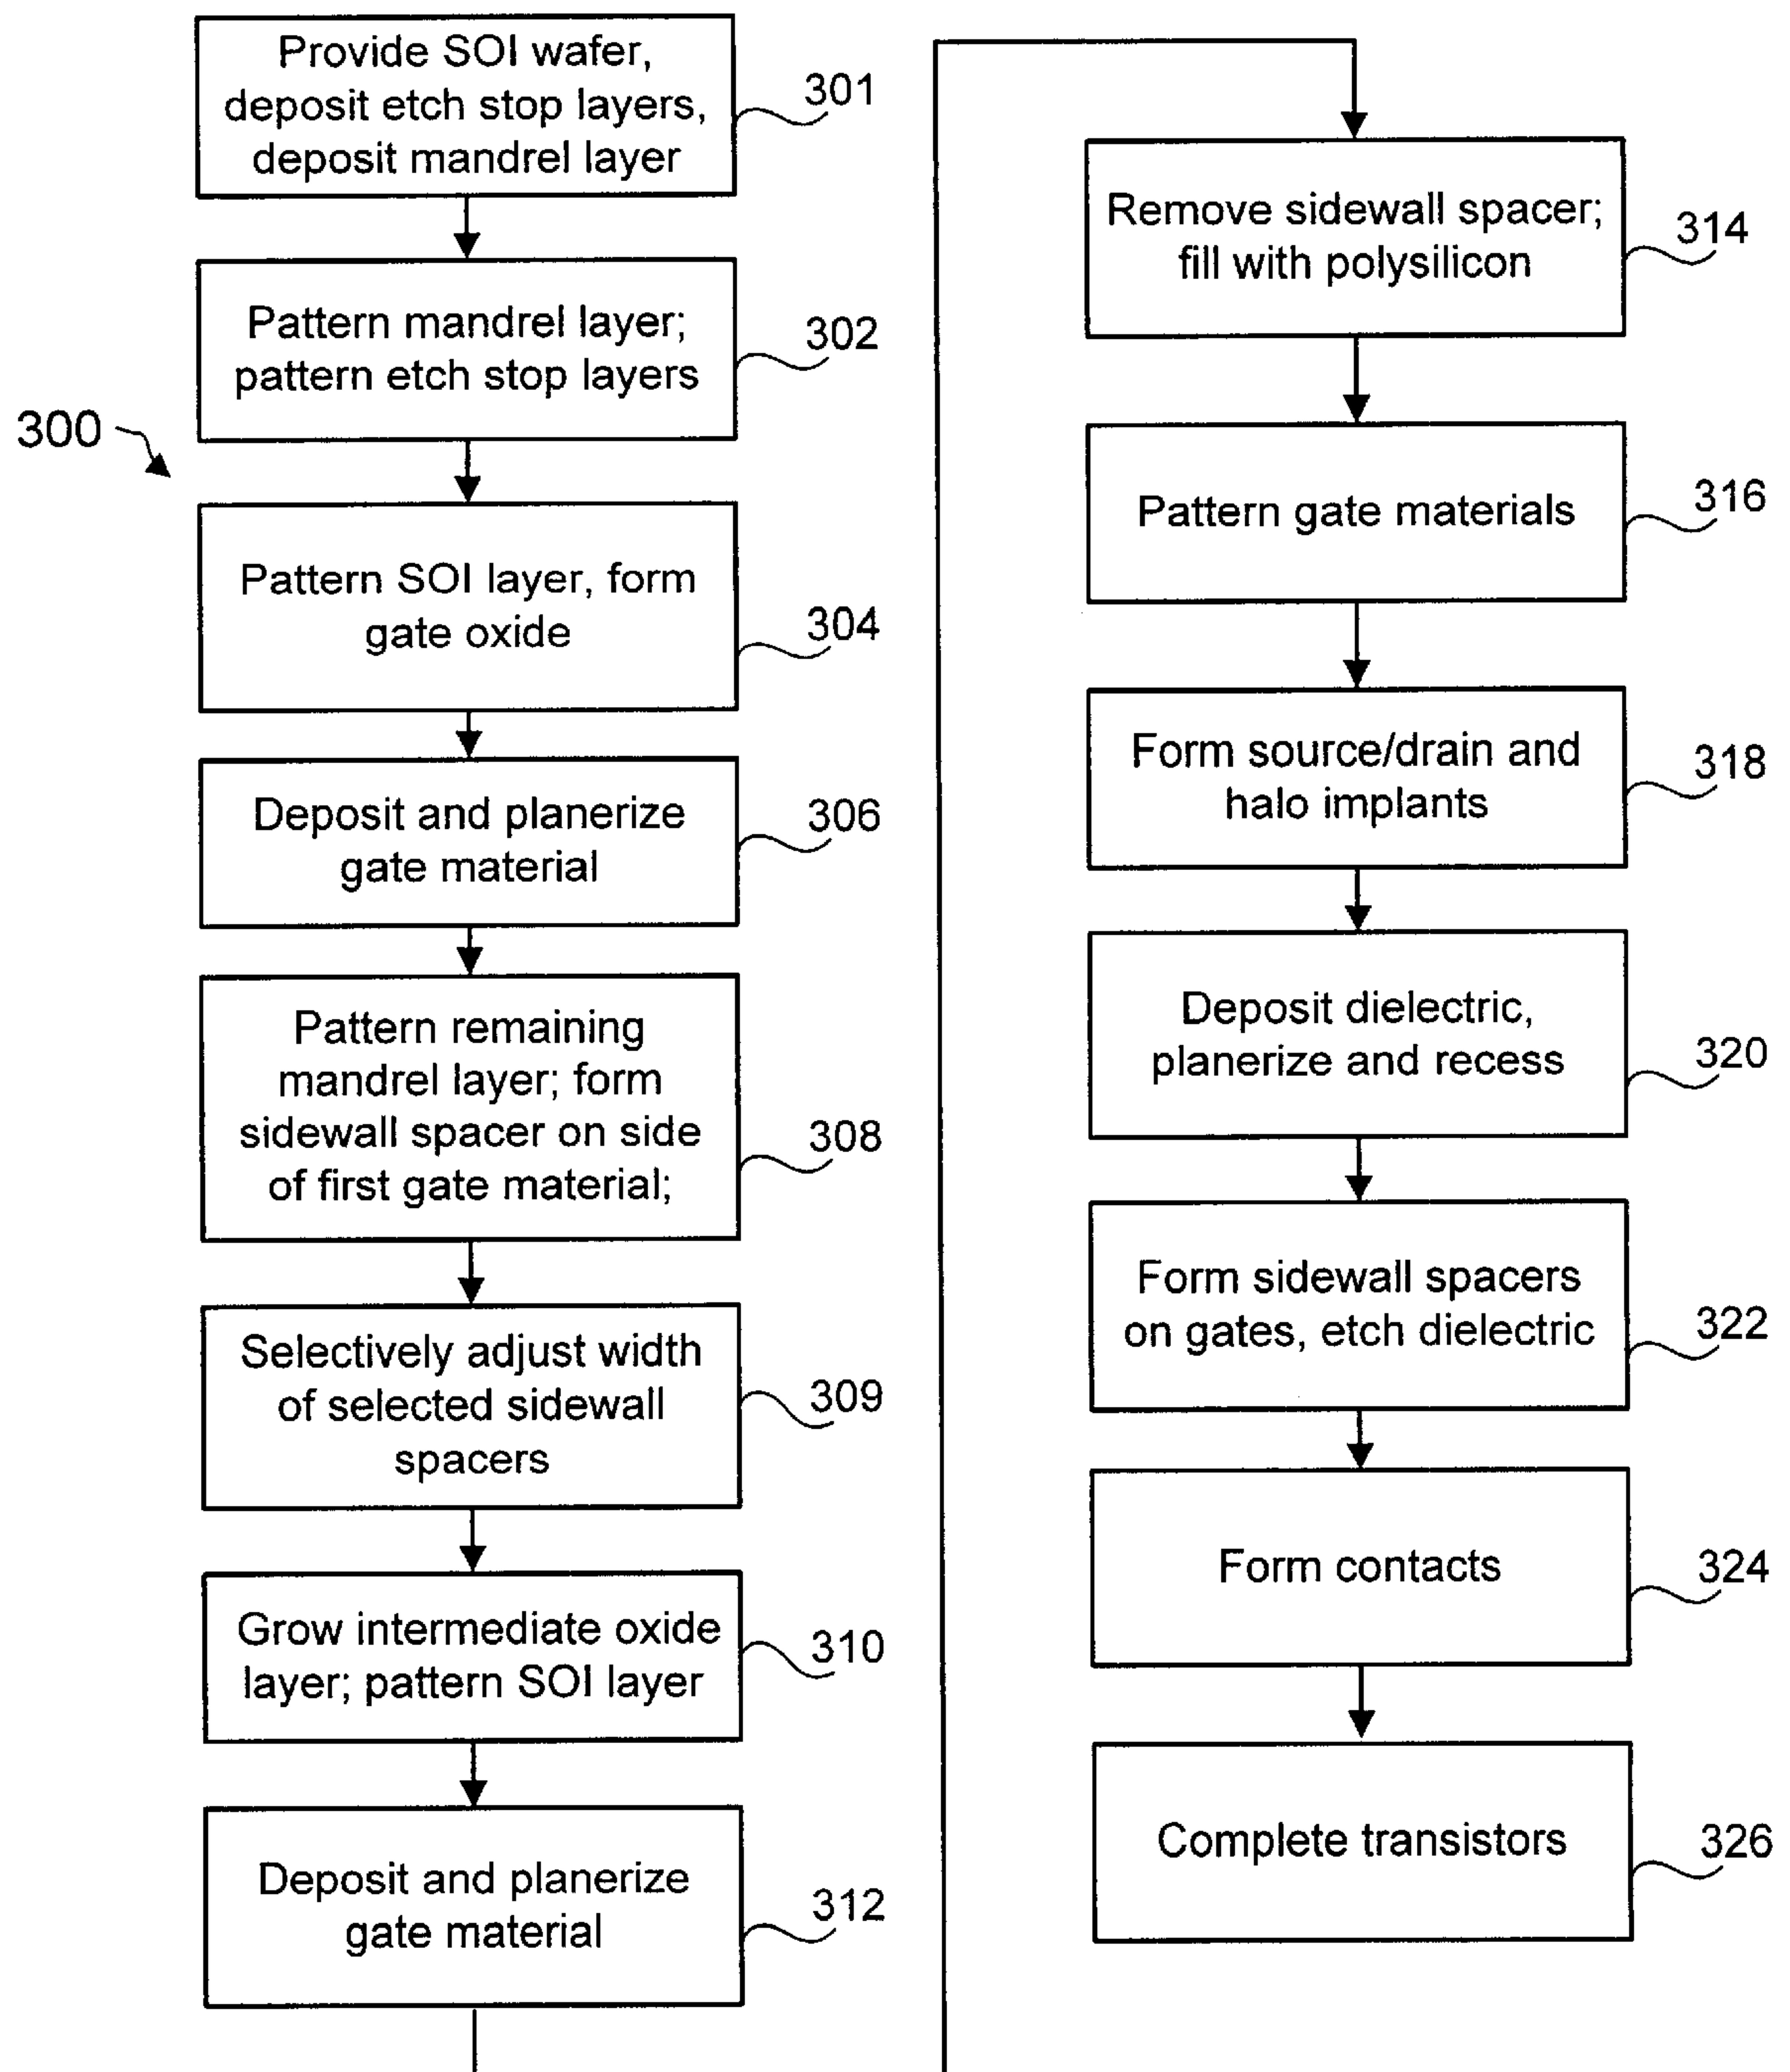 Provide SOI wafer,
deposit etch stop layers,
deposit mandrel layer
301
Pattern mandrel layer;
pattern etch stop layers
302
300
Pattern SOI layer, form
gate oxide
304
Deposit and planerize
gate material
306
Pattern remaining
mandrel layer; form
sidewall spacer on side
of first gate material;
308
Selectively adjust width
of selected sidewall
spacers
309
Grow intermediate oxide
layer; pattern SOI layer
310
Deposit and planerize
gate material
312
Remove sidewall spacer;
fill with polysilicon
314
Pattern gate materials
316
Form source/drain and
halo implants
318
Deposit dielectric,
planerize and recess
320
Form sidewall spacers
on gates, etch dielectric
322
Form contacts
324
Complete transistors
326